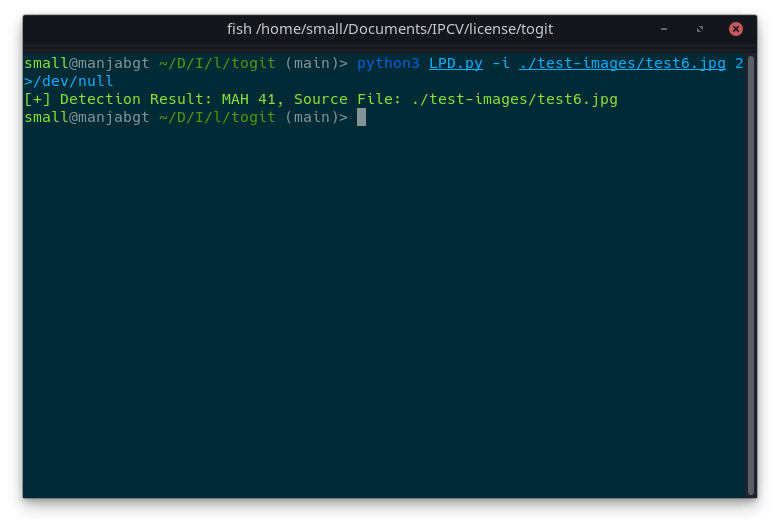 fish /home/small/Documents/IPCV/license/togit
small@manjabgt ~/D/I/l/togit (main)> python3 LPD.py -i ./test-images/test6.jpg 2
>/dev/null
[+] Detection Result: MAH 41, Source File: ./test-images/test6.jpg
small@manjabgt ~/D/I/l/togit (main)>